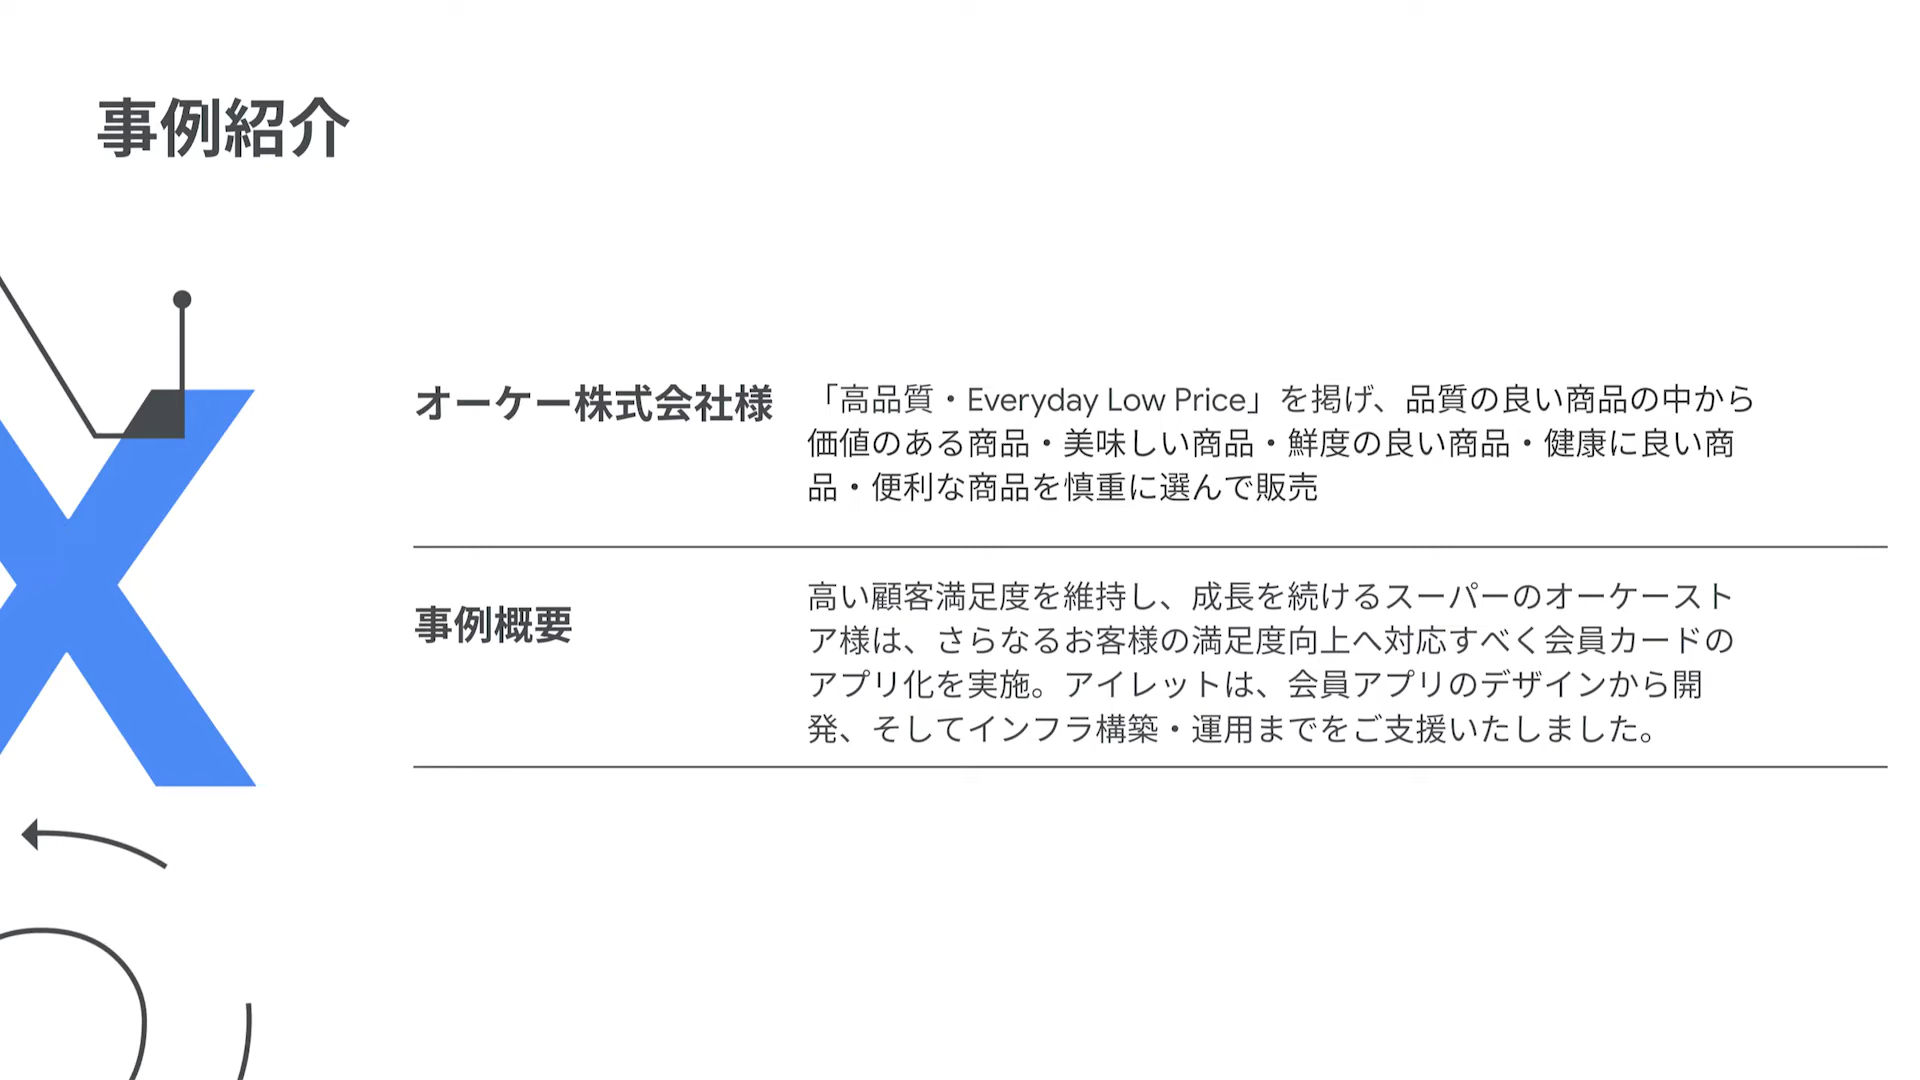 事例紹介
オーケー株式会社様
「高品質・Everyday Low Price」を掲げ、品質の良い商品の中から
価値のある商品・美味しい商品・鮮度の良い商品・健康に良い商
品・便利な商品を慎重に選んで販売
事例概要
高い顧客満足度を維持し、成長を続けるスーパーのオーケースト
ア様は、さらなるお客様の満足度向上へ対応すべく会員カードの
アプリ化を実施。アイレットは、会員アプリのデザインから開
発、そしてインフラ構築・運用までをご支援いたしました。